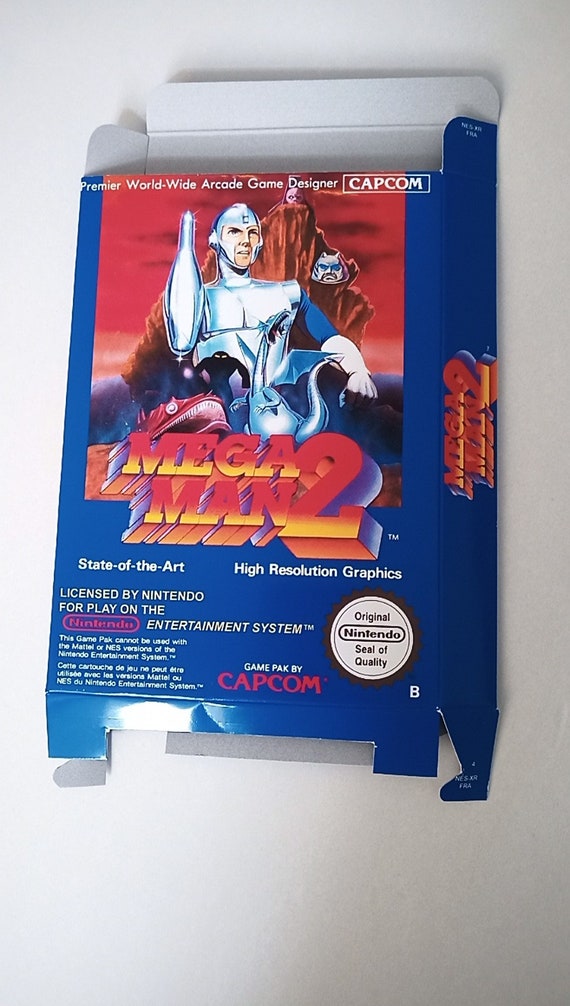 NES-XR
FRA
Premier World-Wide Arcade Game Designer CAPCOM
MEGA
MAN 2
TM
MEGA
MAN 2
State-of-the-Art High Resolution Graphics
LICENSED BY NINTENDO
FOR PLAY ON THE
Nintendo ENTERTAINMENT SYSTEM™
This Game Pak cannot be used with
the Mattel or NES versions of the
Nintendo Entertainment System.™
Cette cartouche de jeu ne peut être
utilisée avec les versions Mattel ou
NES du Nintendo Entertainment System.™
GAME PAK BY
CAPCOM
Original
Nintendo
Seal of
Quality
B
4
NES-XR
FRA